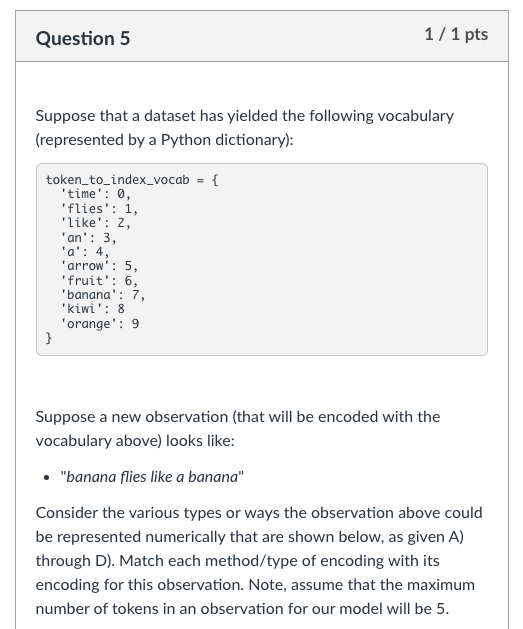 Question 5
1 / 1 pts
Suppose that a dataset has yielded the following vocabulary
(represented by a Python dictionary):
token_to_index_vocab = {
  'time': 0,
  'flies': 1,
  'like': 2,
  'an': 3,
  'a': 4,
  'arrow': 5,
  'fruit': 6,
  'banana': 7,
  'kiwi': 8
  'orange': 9
}
Suppose a new observation (that will be encoded with the
vocabulary above) looks like:
• "banana flies like a banana"
Consider the various types or ways the observation above could
be represented numerically that are shown below, as given A)
through D). Match each method/type of encoding with its
encoding for this observation. Note, assume that the maximum
number of tokens in an observation for our model will be 5.